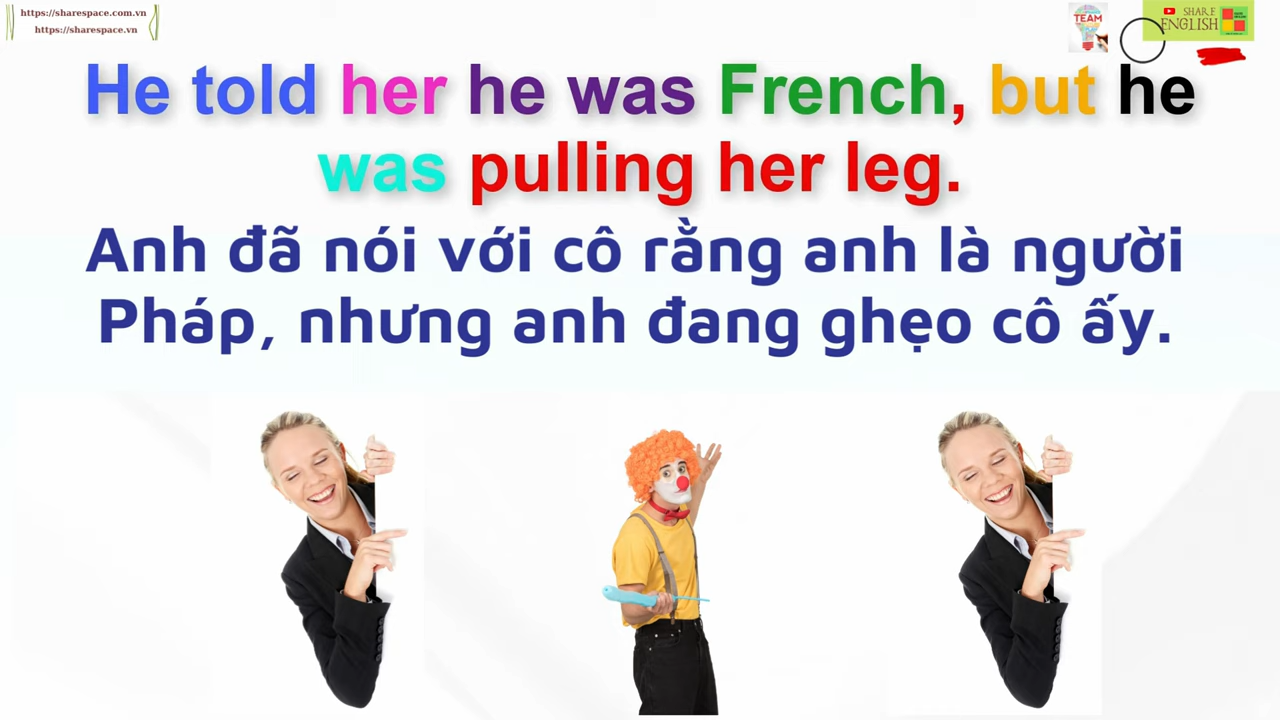 https://sharespace.com.vn
https://sharespace.vn
TEAM
SHARE
ENGLISH
He told her he was French, but he
was pulling her leg.
Anh đã nói với cô rằng anh là người
Pháp, nhưng anh đang ghẹo cô ấy.